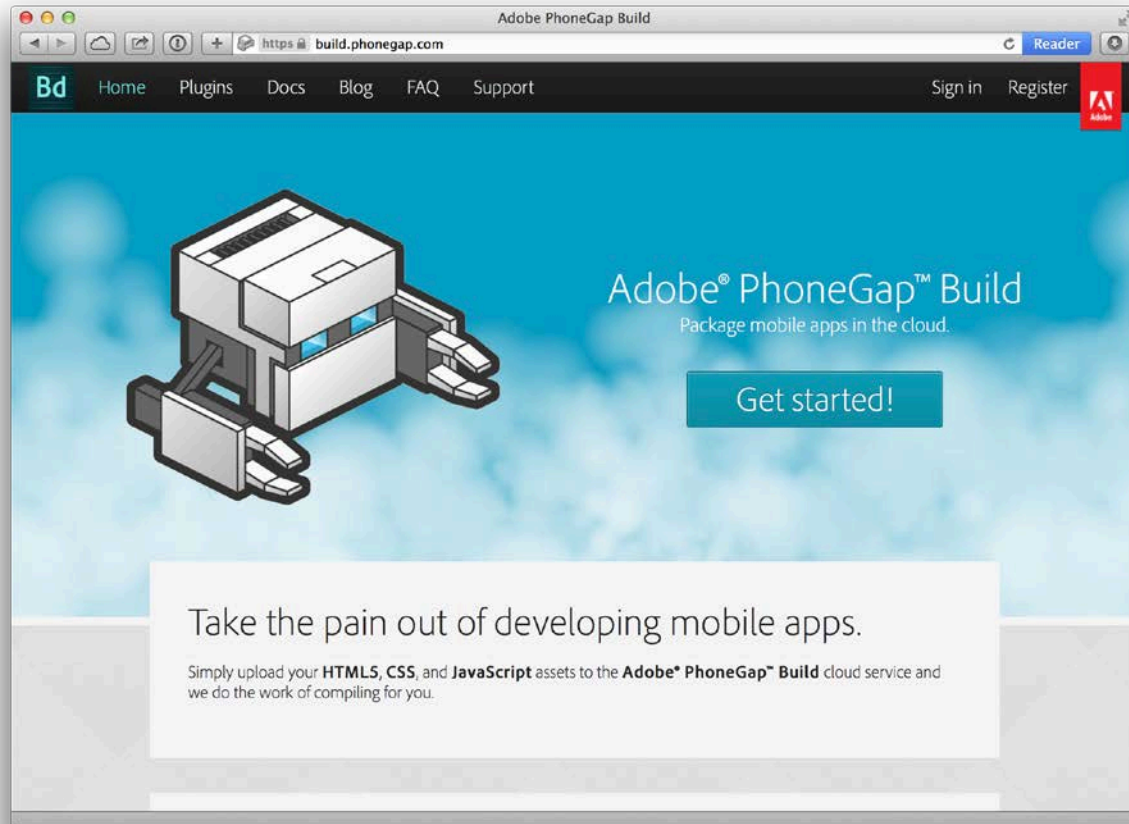 Adobe PhoneGap Build
https build.phonegap.com
Reader
Bd Home Plugins Docs Blog FAQ Support Sign in Register
Adobe
Adobe® PhoneGap™ Build
Package mobile apps in the cloud.
Get started!
Take the pain out of developing mobile apps.
Simply upload your HTML5, CSS, and JavaScript assets to the Adobe® PhoneGap™ Build cloud service and
we do the work of compiling for you.